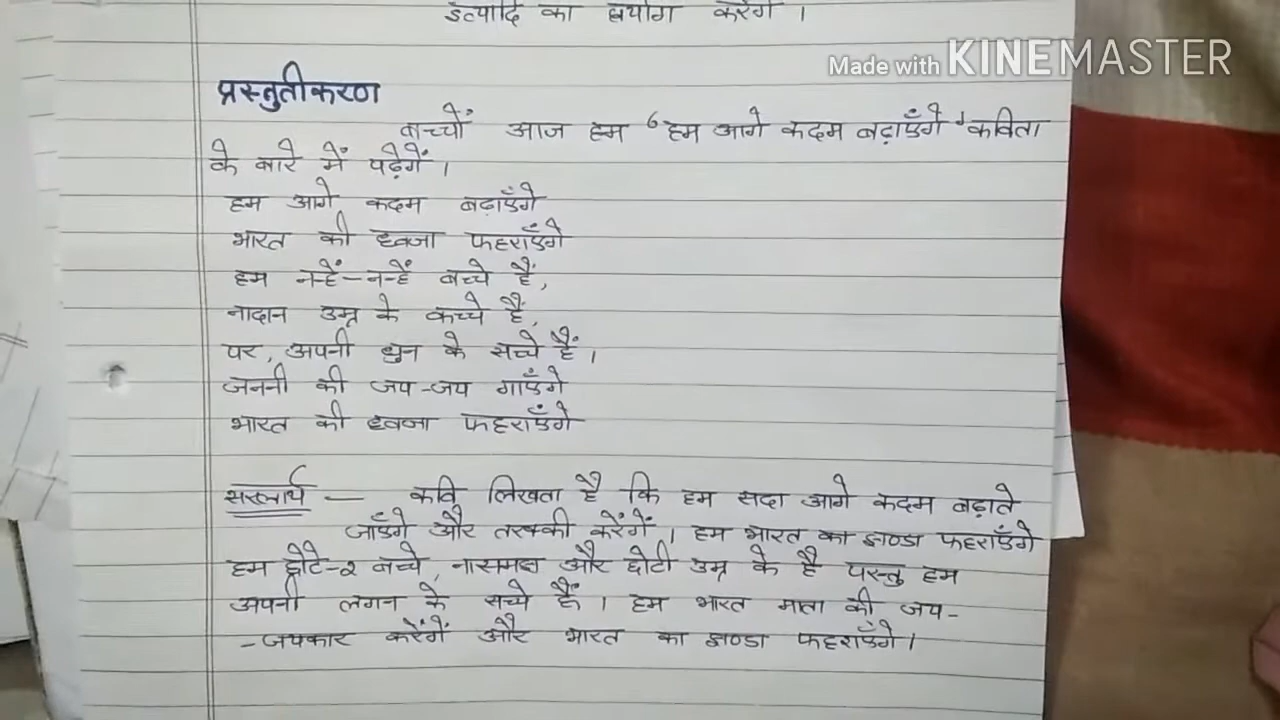 इत्यादि का प्रयोग करेंगे ।
Made with KINEMASTER
प्रस्तुतीकरण
बच्चों आज हम 'हम आगे कदम बढ़ाएँगे' कविता
के बारे में पढ़ेगें ।
हम आगे कदम बढ़ाएँगे
भारत की ध्वजा फहराएँगे
हम नन्हें-नन्हें बच्चे हैं,
नादान उम्र के कच्चे हैं,
पर, अपनी धुन के सच्चे हैं ।
जननी की जय-जय गाएँगे
भारत की ध्वजा फहराएँगे
सरलार्थ — कवि लिखता है कि हम सदा आगे कदम बढ़ाते
जाएँगे और तरक्की करेंगें । हम भारत का झण्डा फहराएँगे
हम छोटे-२ बच्चे, नासमझ और छोटी उम्र के है परन्तु हम
अपनी लगन के सच्चे हैं । हम भारत माता की जय-
-जयकार करेंगें और भारत का झण्डा फहराएँगे ।